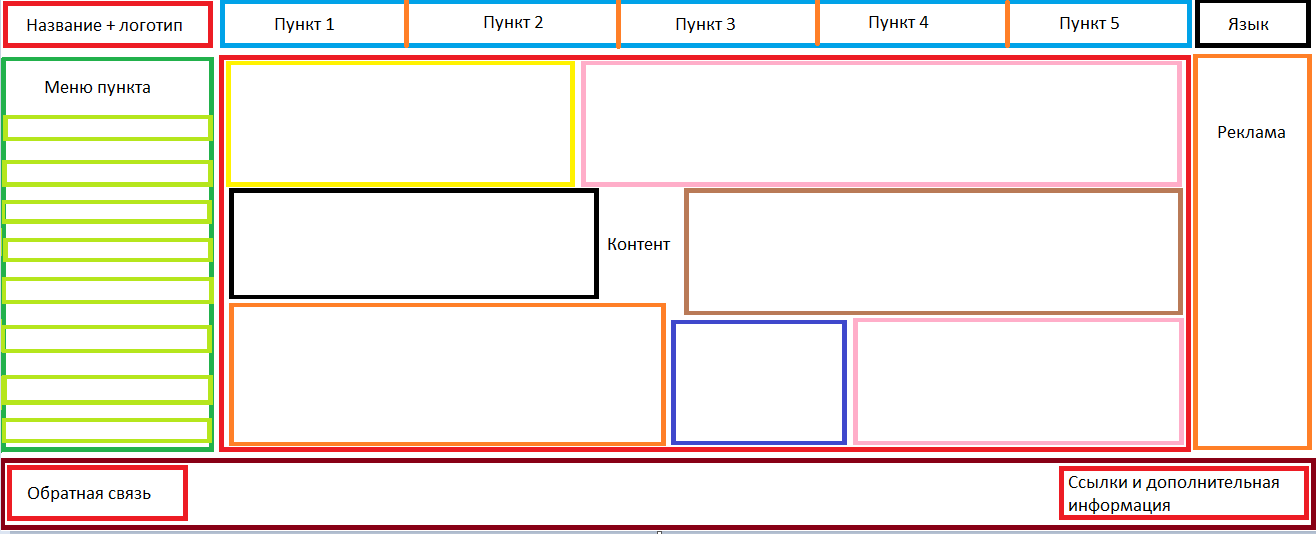 Название + логотип
Пункт 1
Пункт 2
Пункт 3
Пункт 4
Пункт 5
Язык
Меню пункта
Реклама
Контент
Обратная связь
Ссылки и дополнительная
информация